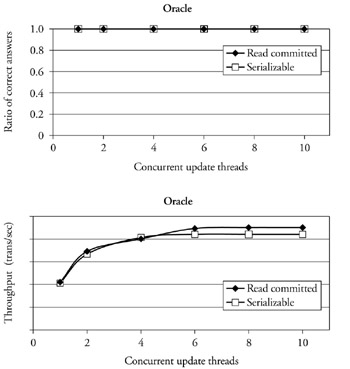 Oracle
Ratio of correct answers
1.0
0.8
0.6
0.4
0.2
0
Read committed
Serializable
0 2 4 6 8 10
Concurrent update threads
Oracle
Throughput (trans/sec)
Read committed
Serializable
0 2 4 6 8 10
Concurrent update threads